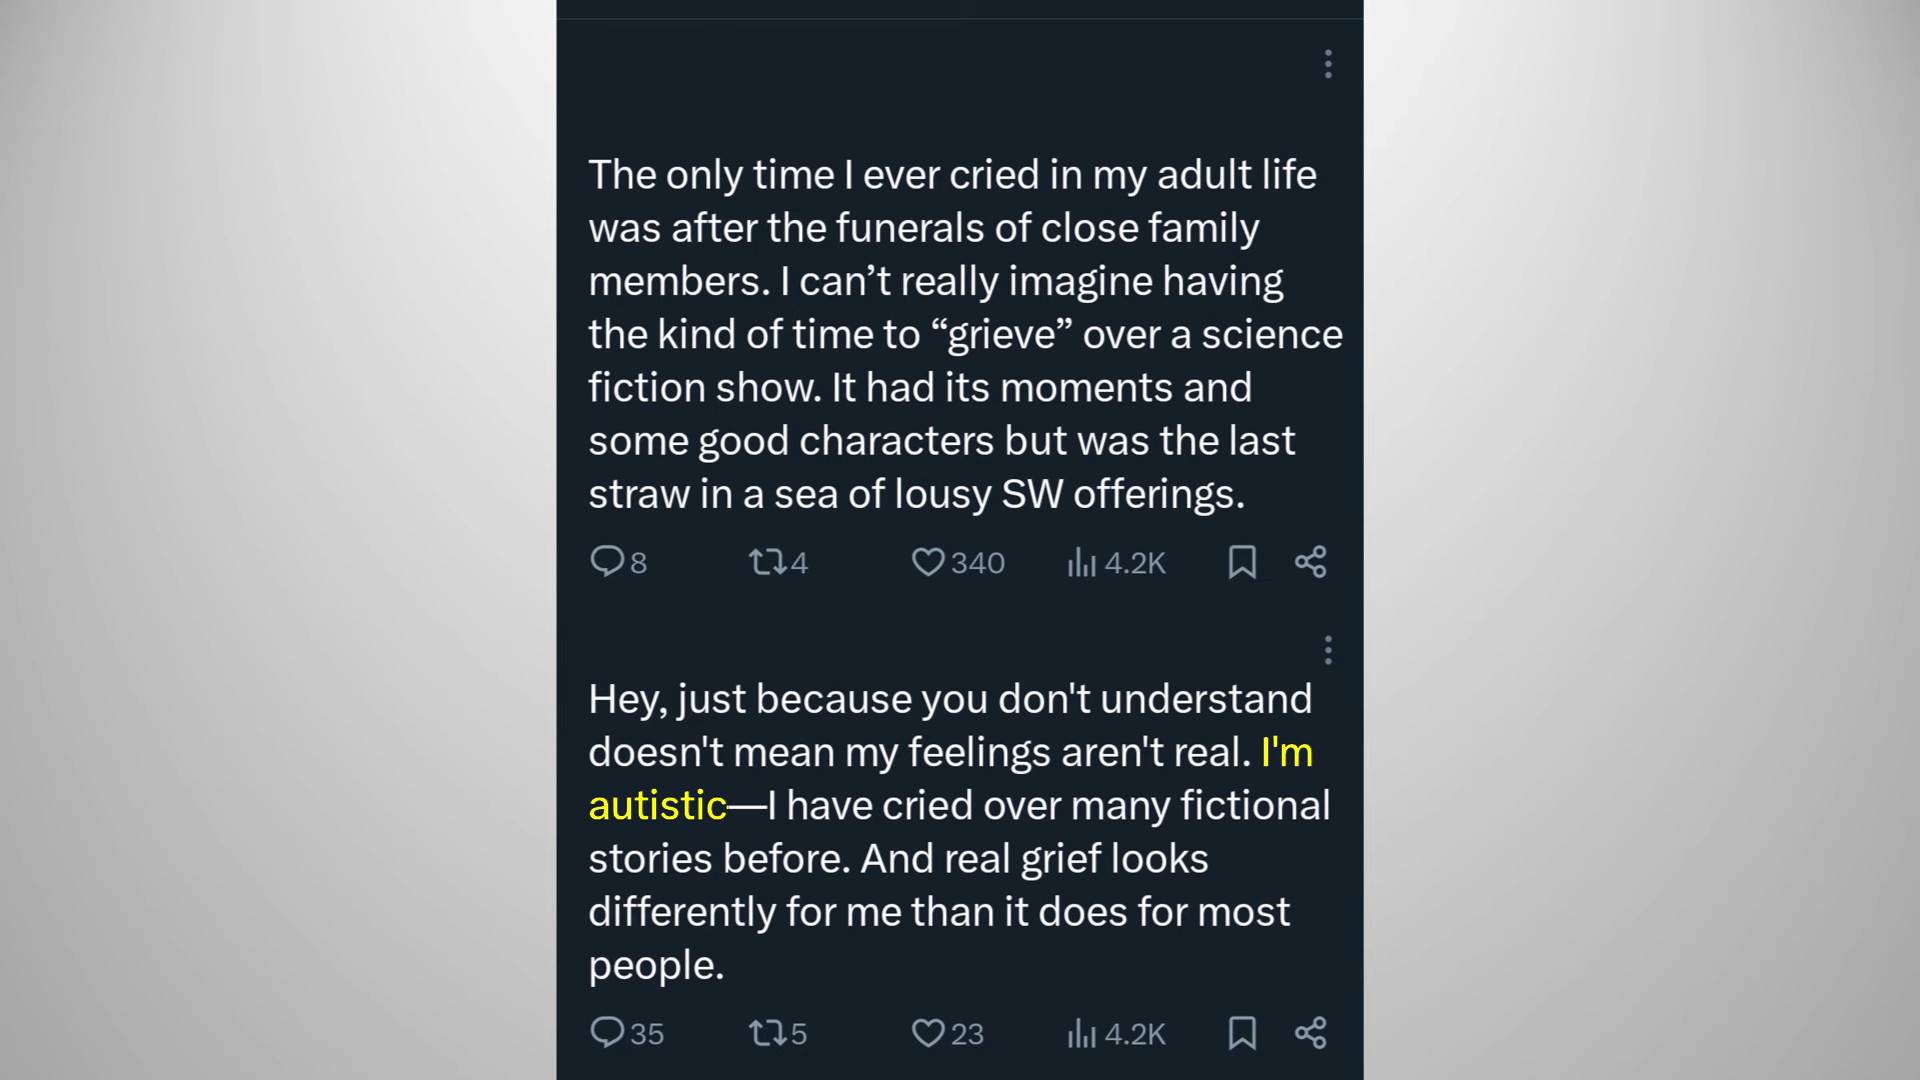 The only time I ever cried in my adult life
was after the funerals of close family
members. I can’t really imagine having
the kind of time to “grieve” over a science
fiction show. It had its moments and
some good characters but was the last
straw in a sea of lousy SW offerings.
8 4 340 4.2K
Hey, just because you don't understand
doesn't mean my feelings aren't real. I'm
autistic—I have cried over many fictional
stories before. And real grief looks
differently for me than it does for most
people.
35 5 23 4.2K